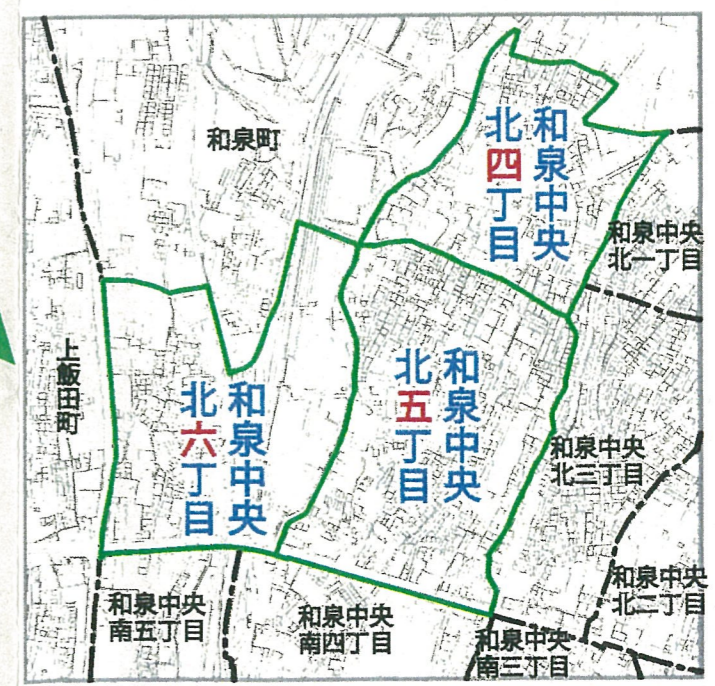 和泉町
和泉中央
北四丁目
和泉中央
北一丁目
上飯田町
和泉中央
北五丁目
和泉中央
北六丁目
和泉中央
北三丁目
和泉中央
北二丁目
和泉中央
南五丁目
和泉中央
南四丁目
和泉中央
南三丁目